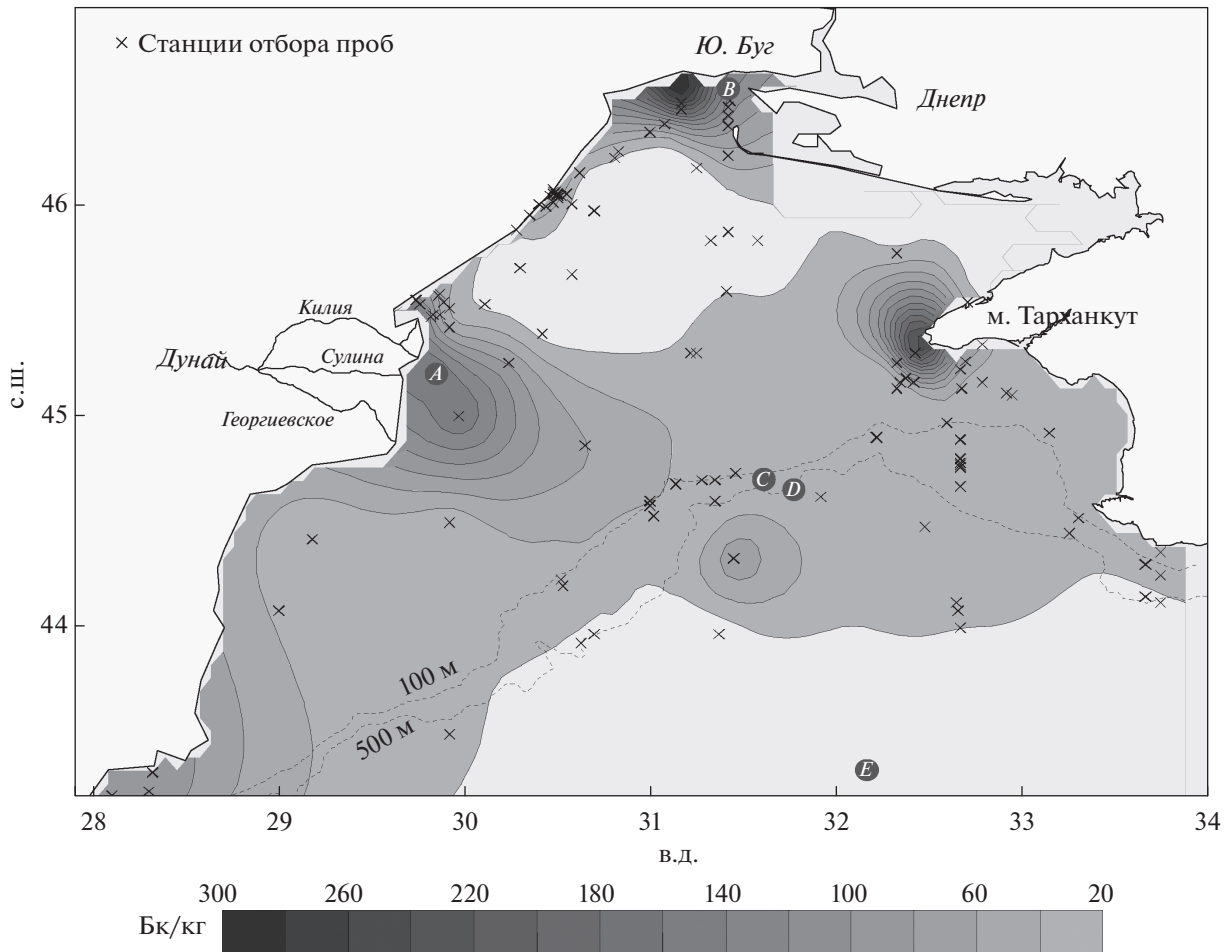 × Станции отбора проб
Ю. Буг
B
Днепр
46
Килия
м. Тарханкут
Дунай
Сулина
A
с.ш.
45
Георгиевское
C
D
44
100 м
500 м
E
28 29 30 31 32 33 34
в.д.
300 260 220 180 140 100 60 20
Бк/кг